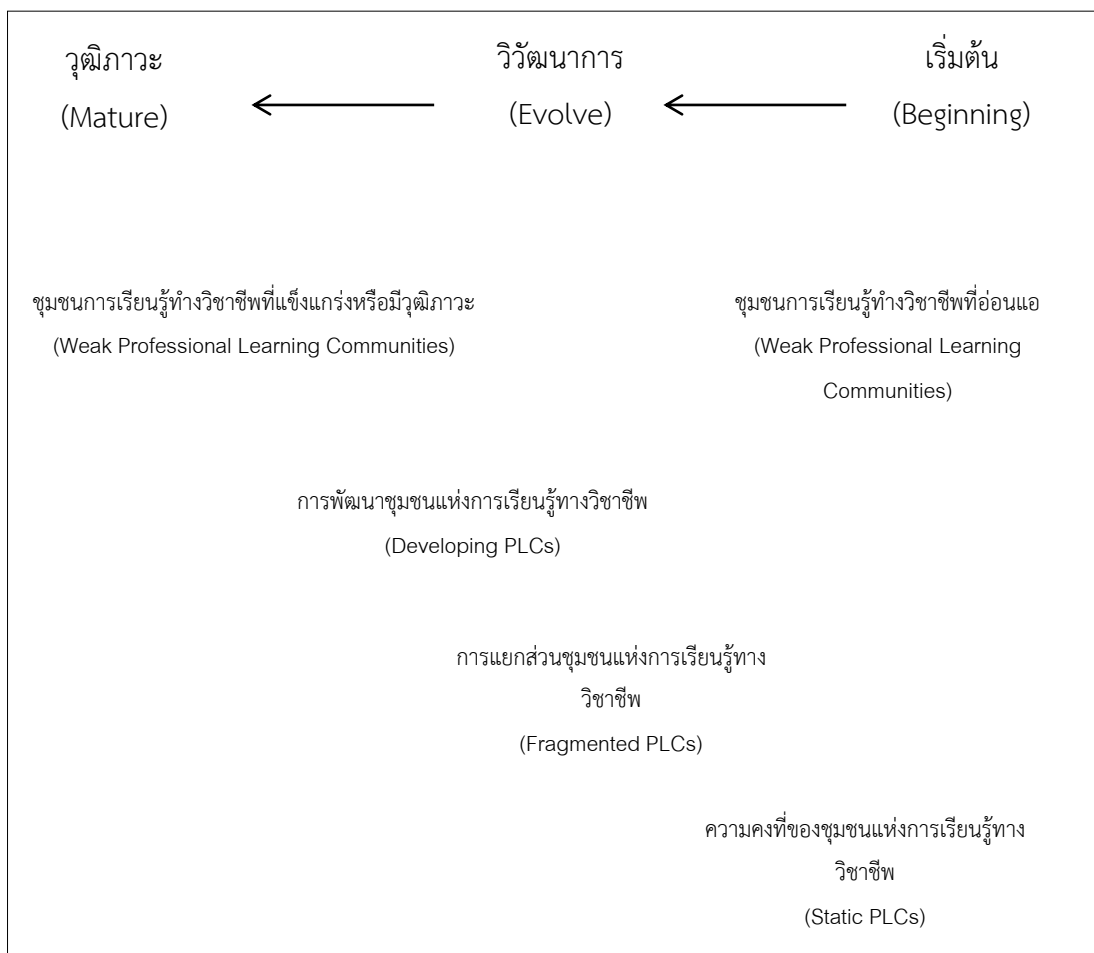 วุฒิภาวะ
(Mature)
วิวัฒนาการ
(Evolve)
เริ่มต้น
(Beginning)
ชุมชนการเรียนรู้ทำงวิชาชีพที่แข็งแกร่งหรือมีวุฒิภาวะ
(Weak Professional Learning Communities)
ชุมชนการเรียนรู้ทำงวิชาชีพที่อ่อนแอ
(Weak Professional Learning
Communities)
การพัฒนาชุมชนแห่งการเรียนรู้ทางวิชาชีพ
(Developing PLCs)
การแยกส่วนชุมชนแห่งการเรียนรู้ทาง
วิชาชีพ
(Fragmented PLCs)
ความคงที่ของชุมชนแห่งการเรียนรู้ทาง
วิชาชีพ
(Static PLCs)